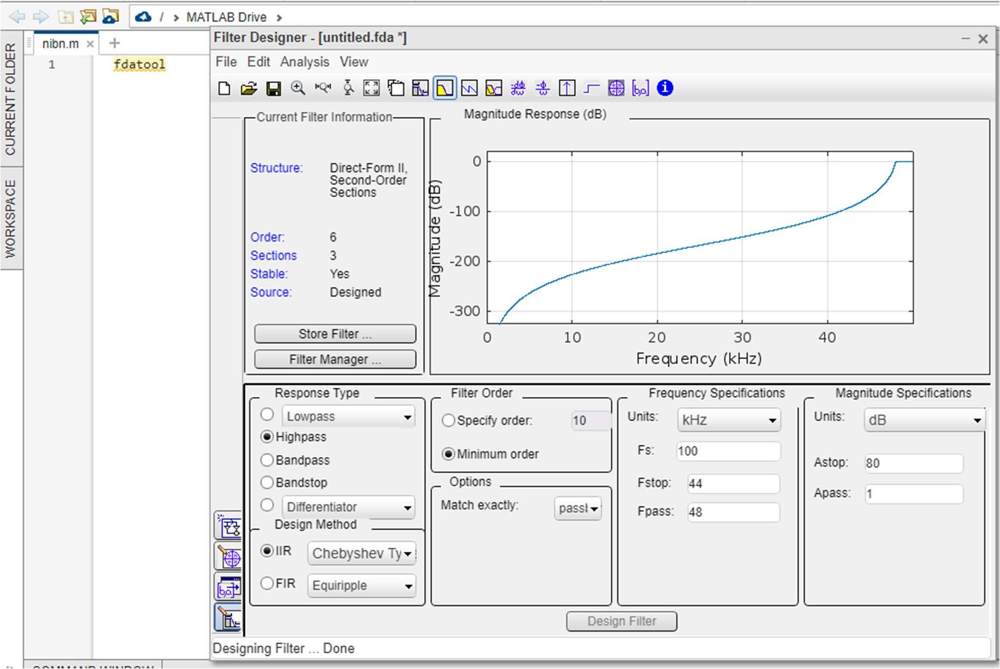 / > MATLAB Drive >
CURRENT FOLDER
WORKSPACE
nibn.m × +
1 fdatool
Filter Designer - [untitled.fda *]
File Edit Analysis View
Current Filter Information
Structure: Direct-Form II,
Second-Order
Sections
Order: 6
Sections 3
Stable: Yes
Source: Designed
Store Filter ...
Filter Manager ...
Magnitude Response (dB)
Magnitude (dB)
0
-100
-200
-300
0 10 20 30 40
Frequency (kHz)
Response Type
Lowpass
Highpass
Bandpass
Bandstop
Differentiator
Design Method
IIR Chebyshev Ty
FIR Equiripple
Filter Order
Specify order: 10
Minimum order
Options
Match exactly:
Frequency Specifications
Units: kHz
Fs: 100
Fstop: 44
Fpass: 48
Magnitude Specifications
Units: dB
Astop: 80
Apass: 1
Design Filter
Designing Filter ... Done
COMMAND WINDOW